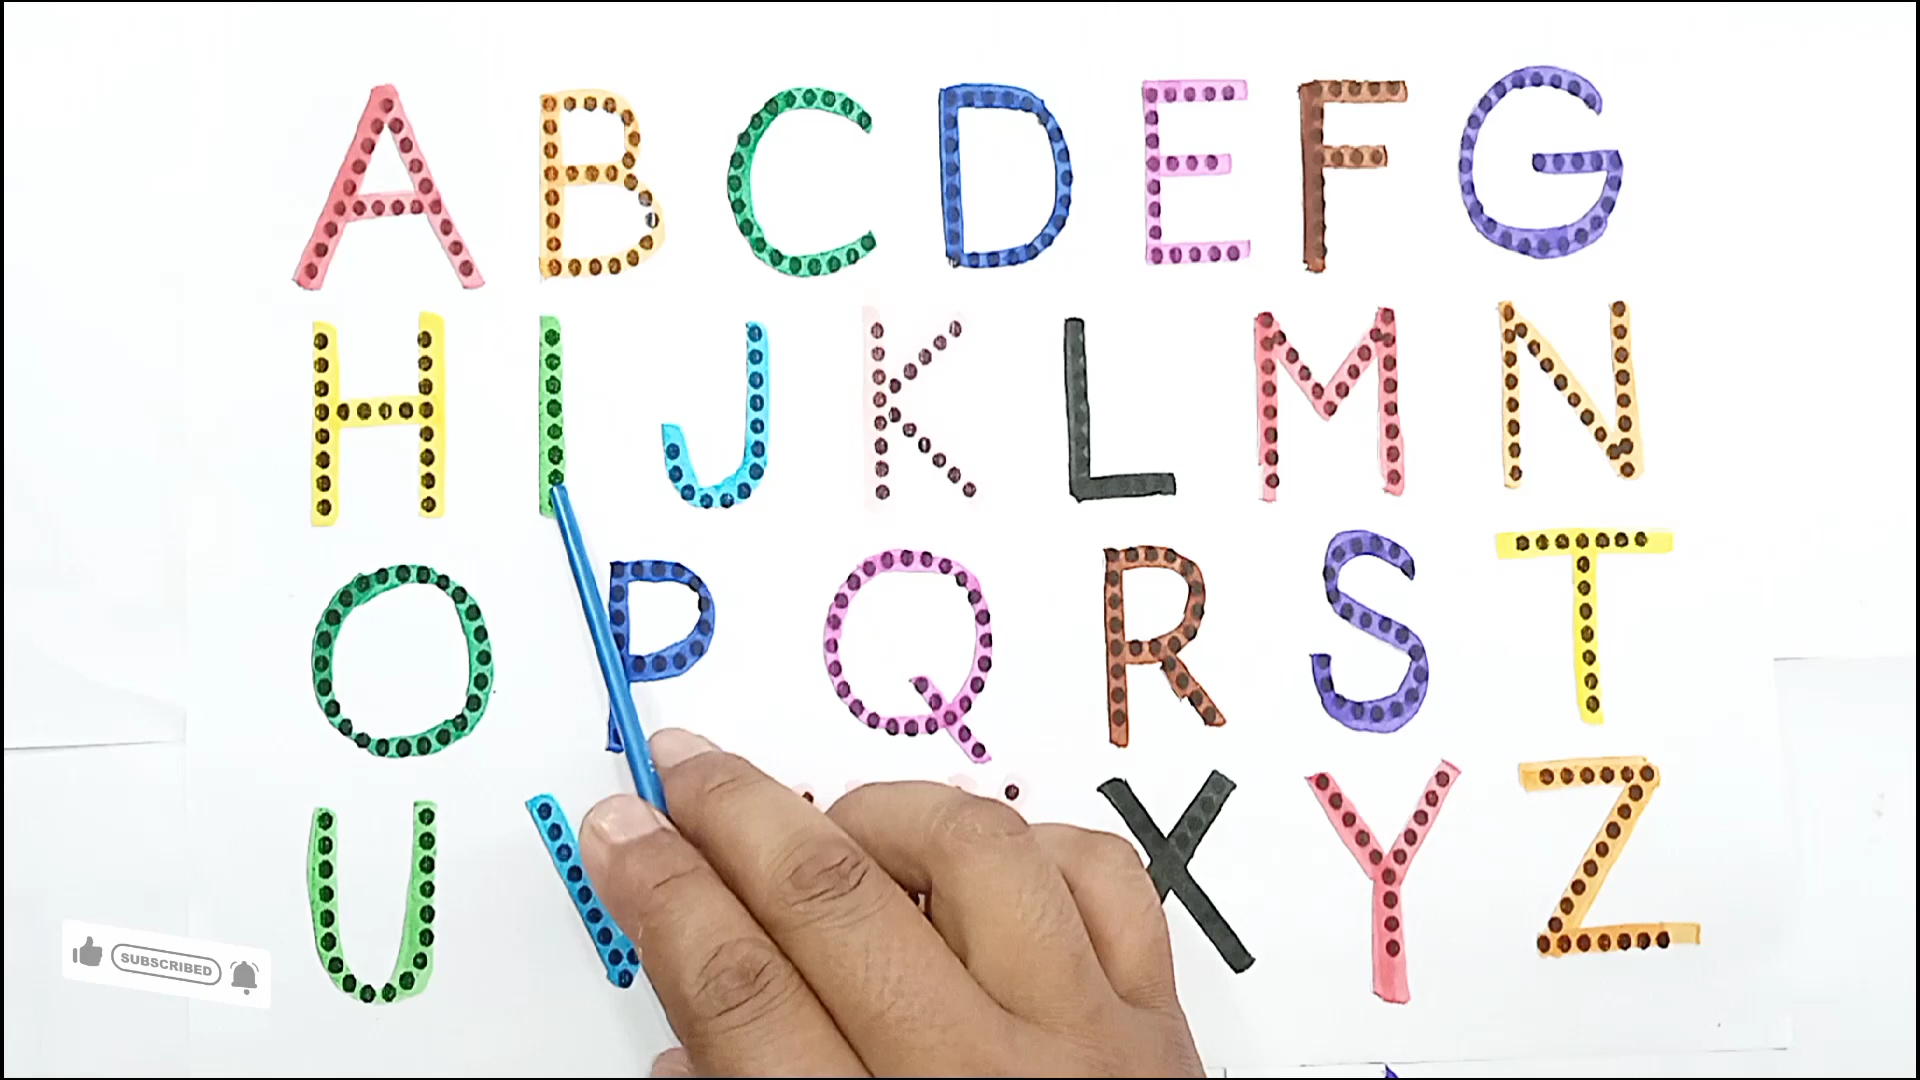 A B C D E F G
H I J K L M N
O P Q R S T
U V X Y Z
SUBSCRIBED